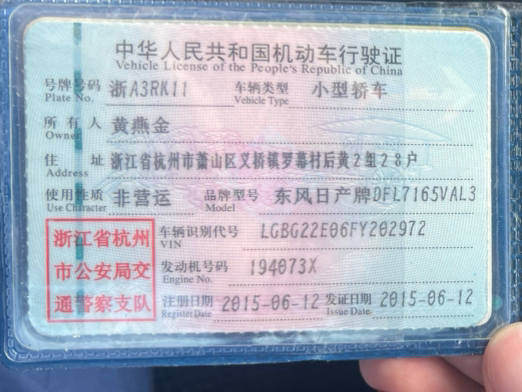 中华人民共和国机动车行驶证
Vehicle License of the People's Republic of China
号牌号码 浙A3RK11 车辆类型 小型轿车
Plate No. Vehicle Type
所有人 黄燕金
Owner
住址 浙江省杭州市萧山区义桥镇罗幕村后黄2组28户
Address
使用性质 非营运 品牌型号 东风日产牌DFL7165VAL3
Use Character Model
浙江省杭州市公安局交通警察支队
车辆识别代号 LGBG22E06FY202972
VIN
发动机号码 194073X
Engine No.
注册日期 2015-06-12 发证日期 2015-06-12
Register Date Issue Date